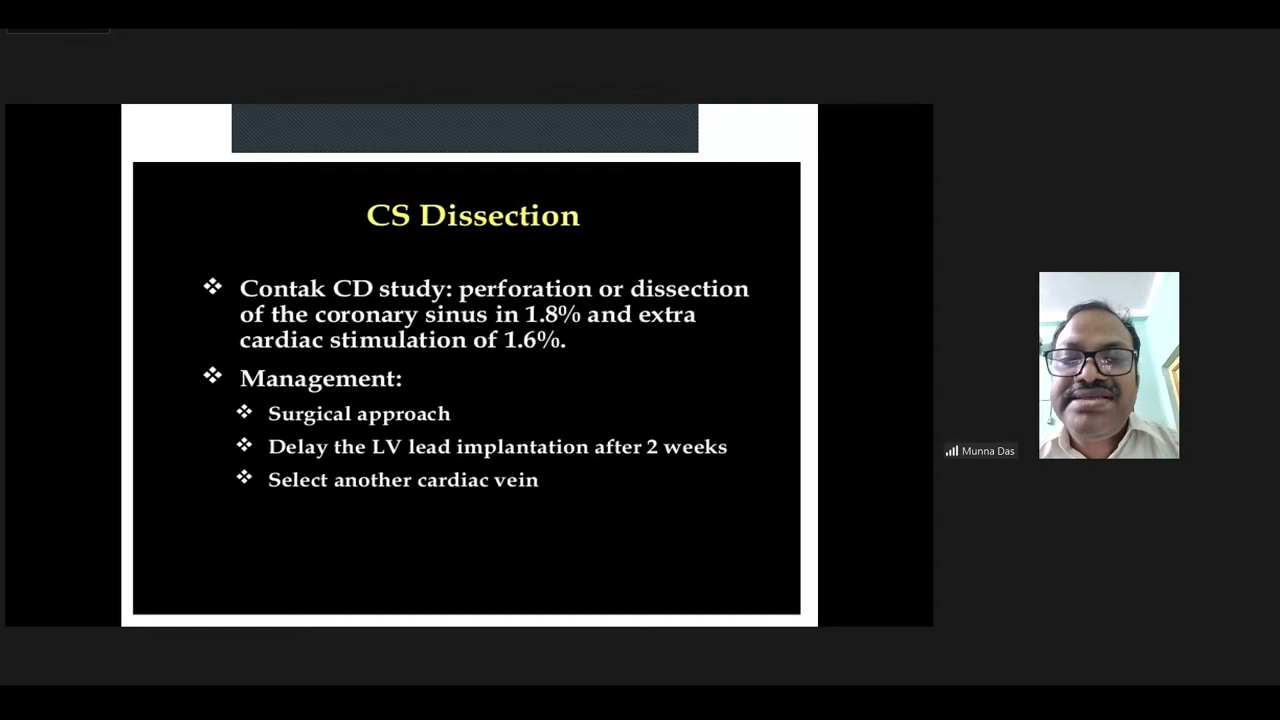 CS Dissection
❖ Contak CD study: perforation or dissection
of the coronary sinus in 1.8% and extra
cardiac stimulation of 1.6%.
❖ Management:
❖ Surgical approach
❖ Delay the LV lead implantation after 2 weeks
❖ Select another cardiac vein
Munna Das